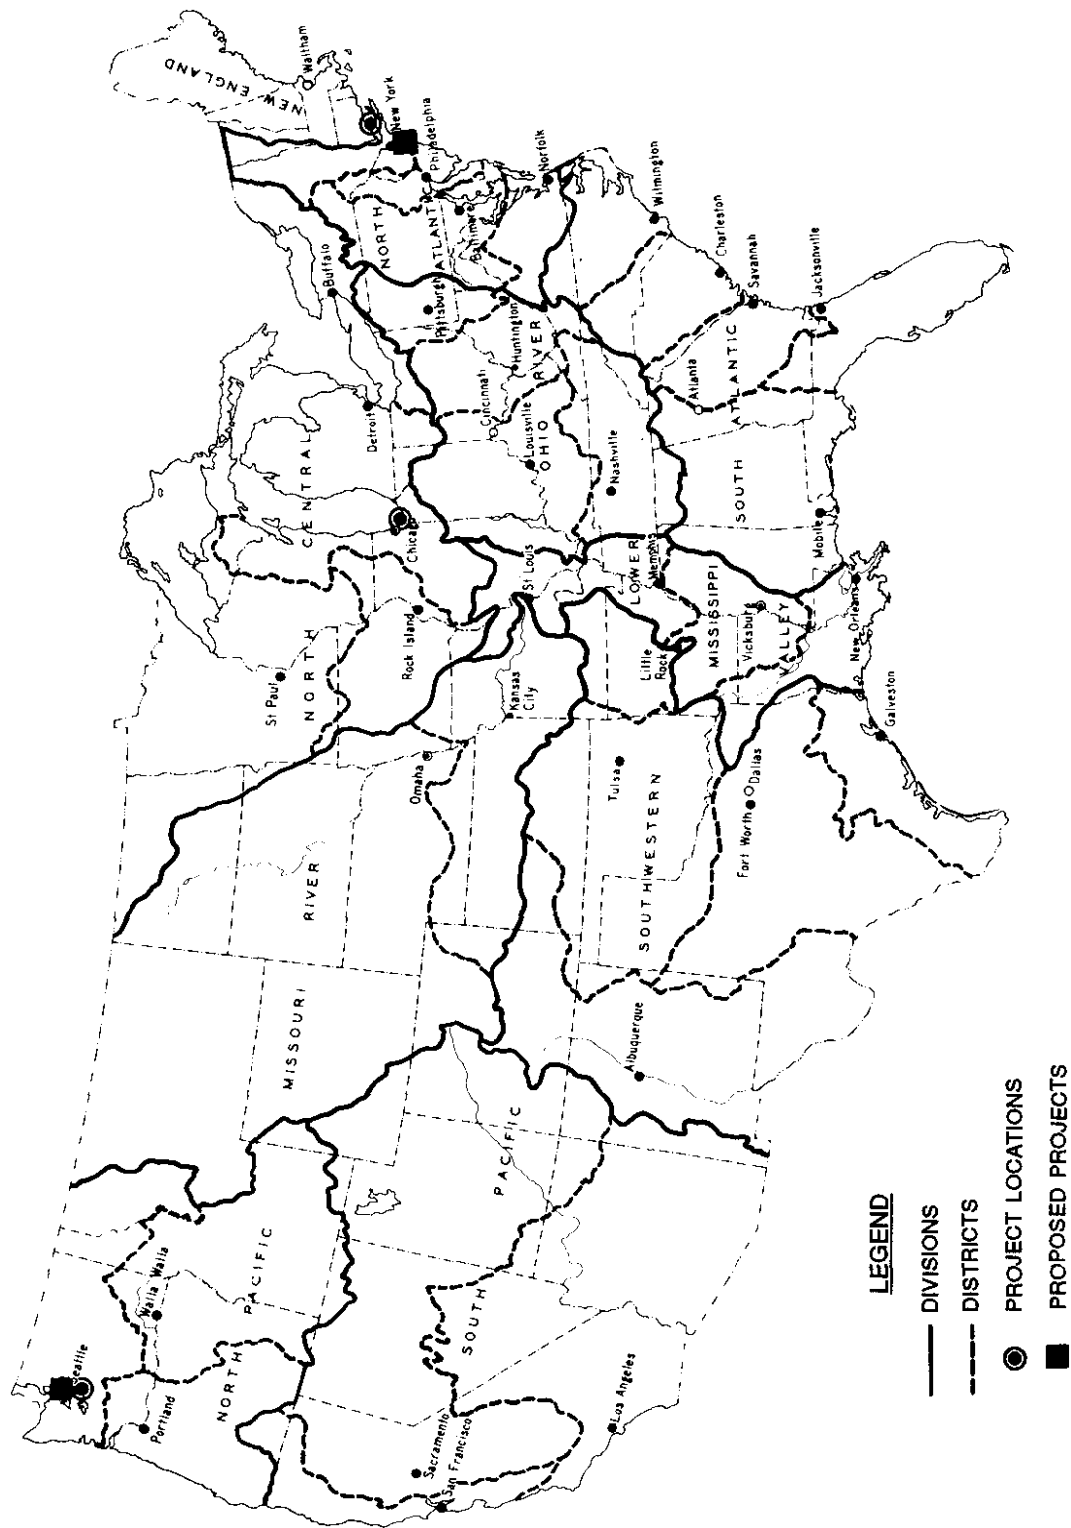 NEW ENGLAND
Waltham
New York
Philadelphia
NORTH
ATLANTIC
Baltimore
Norfolk
Buffalo
Pittsburgh
Huntington
OHIO
RIVER
Cincinnati
Louisville
Nashville
Wilmington
Charleston
Savannah
Jacksonville
Atlanta
SOUTH
ATLANTIC
Mobile
Detroit
Chicago
NORTH
CENTRAL
Rock Island
St Paul
St Louis
LOWER
MISSISSIPPI
VALLEY
Memphis
Little
Rock
Vicksburg
New Orleans
Kansas
City
Omaha
MISSOURI
RIVER
Tulsa
SOUTHWESTERN
Fort Worth
Dallas
Galveston
Albuquerque
Seattle
Walla Walla
Portland
NORTH
PACIFIC
SOUTH
PACIFIC
Sacramento
San Francisco
Los Angeles
LEGEND
DIVISIONS
DISTRICTS
PROJECT LOCATIONS
PROPOSED PROJECTS